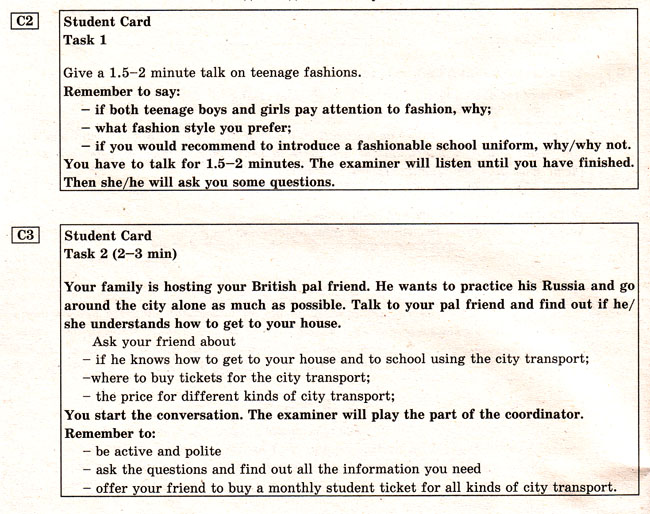 C2
Student Card
Task 1
Give a 1.5–2 minute talk on teenage fashions.
Remember to say:
– if both teenage boys and girls pay attention to fashion, why;
– what fashion style you prefer;
– if you would recommend to introduce a fashionable school uniform, why/why not.
You have to talk for 1.5–2 minutes. The examiner will listen until you have finished.
Then she/he will ask you some questions.
C3
Student Card
Task 2 (2–3 min)
Your family is hosting your British pal friend. He wants to practice his Russia and go
around the city alone as much as possible. Talk to your pal friend and find out if he/
she understands how to get to your house.
Ask your friend about
– if he knows how to get to your house and to school using the city transport;
–where to buy tickets for the city transport;
– the price for different kinds of city transport;
You start the conversation. The examiner will play the part of the coordinator.
Remember to:
– be active and polite
– ask the questions and find out all the information you need
– offer your friend to buy a monthly student ticket for all kinds of city transport.